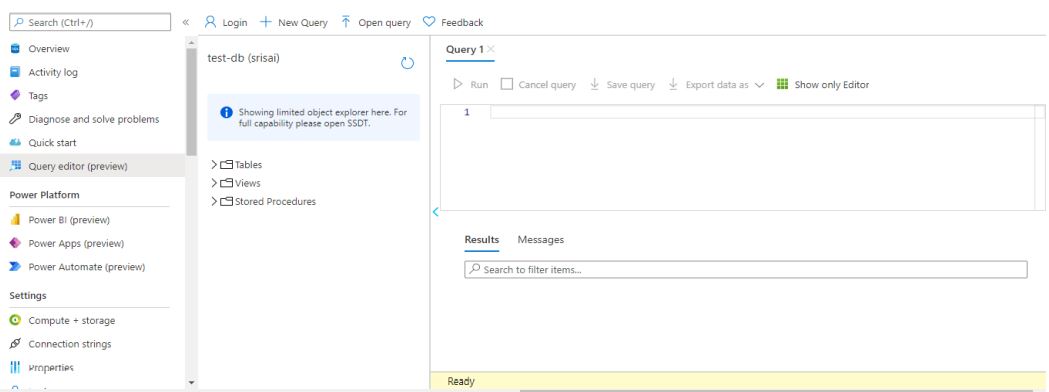 Search (Ctrl+/)
«
Login
New Query
Open query
Feedback
Overview
Activity log
Tags
Diagnose and solve problems
Quick start
Query editor (preview)
Power Platform
Power BI (preview)
Power Apps (preview)
Power Automate (preview)
Settings
Compute + storage
Connection strings
Properties
test-db (srisai)
Showing limited object explorer here. For
full capability please open SSDT.
Tables
Views
Stored Procedures
Query 1
Run
Cancel query
Save query
Export data as
Show only Editor
1
Results
Messages
Search to filter items...
Ready